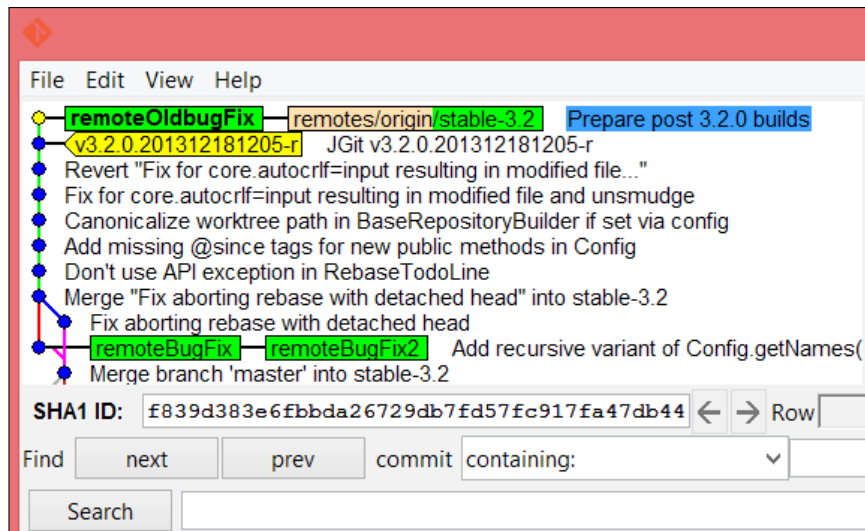 File Edit View Help
remoteOldbugFix remotes/origin/stable-3.2 Prepare post 3.2.0 builds
v3.2.0.201312181205-r JGit v3.2.0.201312181205-r
Revert "Fix for core.autocrlf=input resulting in modified file..."
Fix for core.autocrlf=input resulting in modified file and unsmudge
Canonicalize worktree path in BaseRepositoryBuilder if set via config
Add missing @since tags for new public methods in Config
Don't use API exception in RebaseTodoLine
Merge "Fix aborting rebase with detached head" into stable-3.2
Fix aborting rebase with detached head
remoteBugFix remoteBugFix2 Add recursive variant of Config.getNames(
Merge branch 'master' into stable-3.2
SHA1 ID: f839d383e6fbbda26729db7fd57fc917fa47db44 Row
Find next prev commit containing:
Search